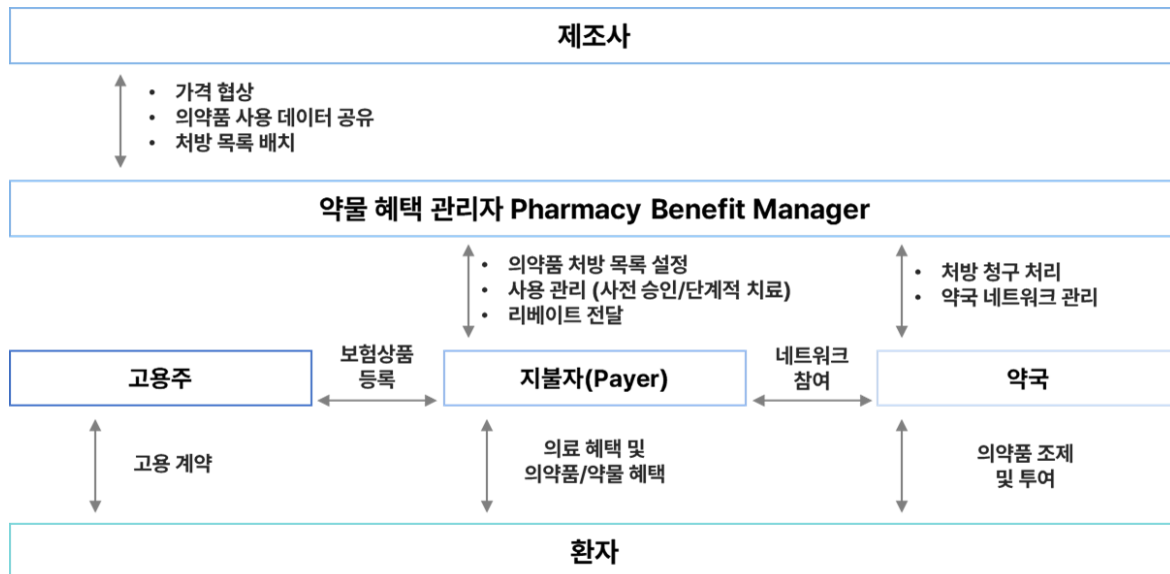 제조사
• 가격 협상
• 의약품 사용 데이터 공유
• 처방 목록 배치
약물 혜택 관리자 Pharmacy Benefit Manager
• 의약품 처방 목록 설정
• 사용 관리 (사전 승인/단계적 치료)
• 리베이트 전달
• 처방 청구 처리
• 약국 네트워크 관리
고용주
보험상품
등록
지불자(Payer)
네트워크
참여
약국
고용 계약
의료 혜택 및
의약품/약물 혜택
의약품 조제
및 투여
환자